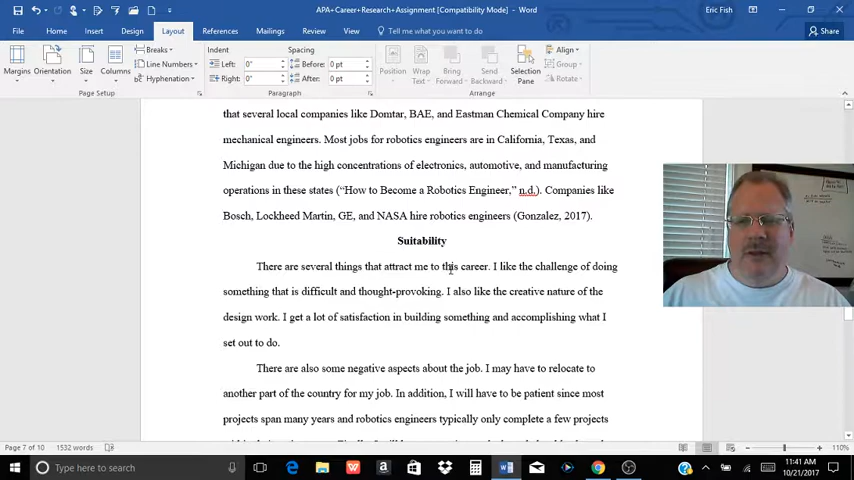 APA+Career+Research+Assignment [Compatibility Mode] - Word
Eric Fish
File Home Insert Design Layout References Mailings Review View Tell me what you want to do
Share
Breaks
Line Numbers
Hyphenation
Margins Orientation Size Columns
Page Setup
Indent Spacing
Left: 0" Before: 0 pt
Right: 0" After: 0 pt
Paragraph
Position Wrap Text Bring Forward Send Backward Selection Pane
Align
Group
Rotate
Arrange
that several local companies like Domtar, BAE, and Eastman Chemical Company hire
mechanical engineers. Most jobs for robotics engineers are in California, Texas, and
Michigan due to the high concentrations of electronics, automotive, and manufacturing
operations in these states (“How to Become a Robotics Engineer,” n.d.). Companies like
Bosch, Lockheed Martin, GE, and NASA hire robotics engineers (Gonzalez, 2017).
Suitability
There are several things that attract me to this career. I like the challenge of doing
something that is difficult and thought-provoking. I also like the creative nature of the
design work. I get a lot of satisfaction in building something and accomplishing what I
set out to do.
There are also some negative aspects about the job. I may have to relocate to
another part of the country for my job. In addition, I will have to be patient since most
projects span many years and robotics engineers typically only complete a few projects
Page 7 of 10 1532 words
110%
Type here to search
11:41 AM
10/21/2017